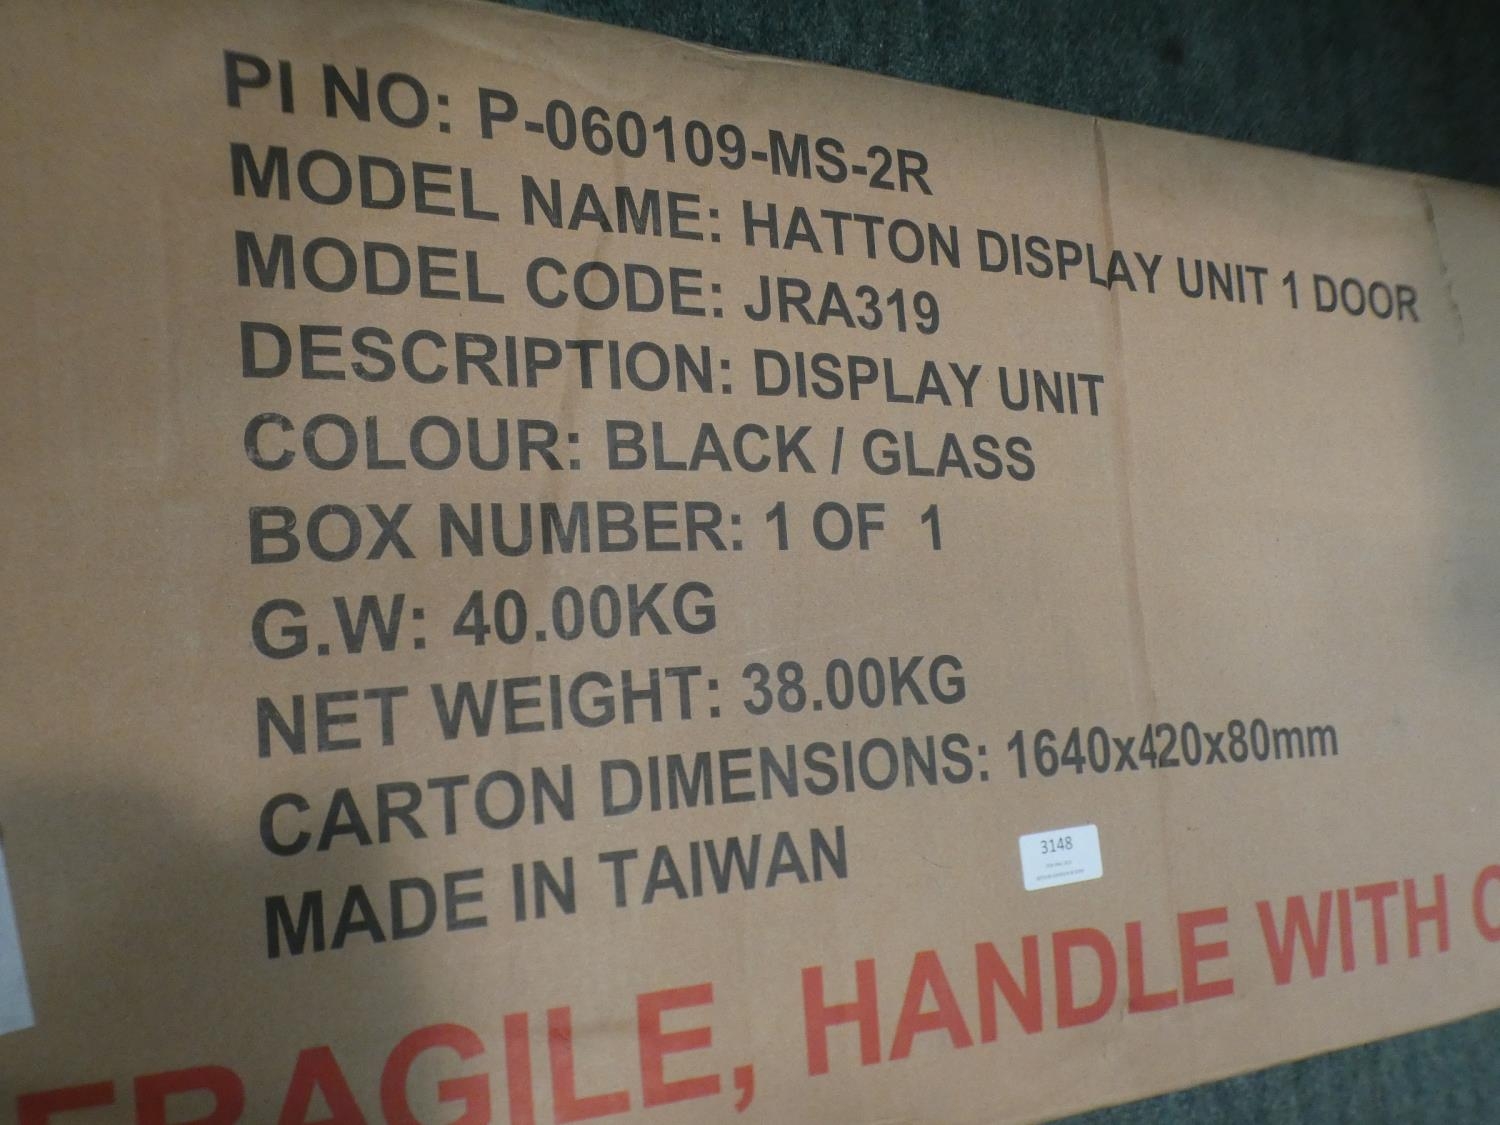 PI NO: P-060109-MS-2R
MODEL NAME: HATTON DISPLAY UNIT 1 DOOR
MODEL CODE: JRA319
DESCRIPTION: DISPLAY UNIT
COLOUR: BLACK / GLASS
BOX NUMBER: 1 OF 1
G.W: 40.00KG
NET WEIGHT: 38.00KG
CARTON DIMENSIONS: 1640x420x80mm
MADE IN TAIWAN
3148
FRAGILE, HANDLE WITH C